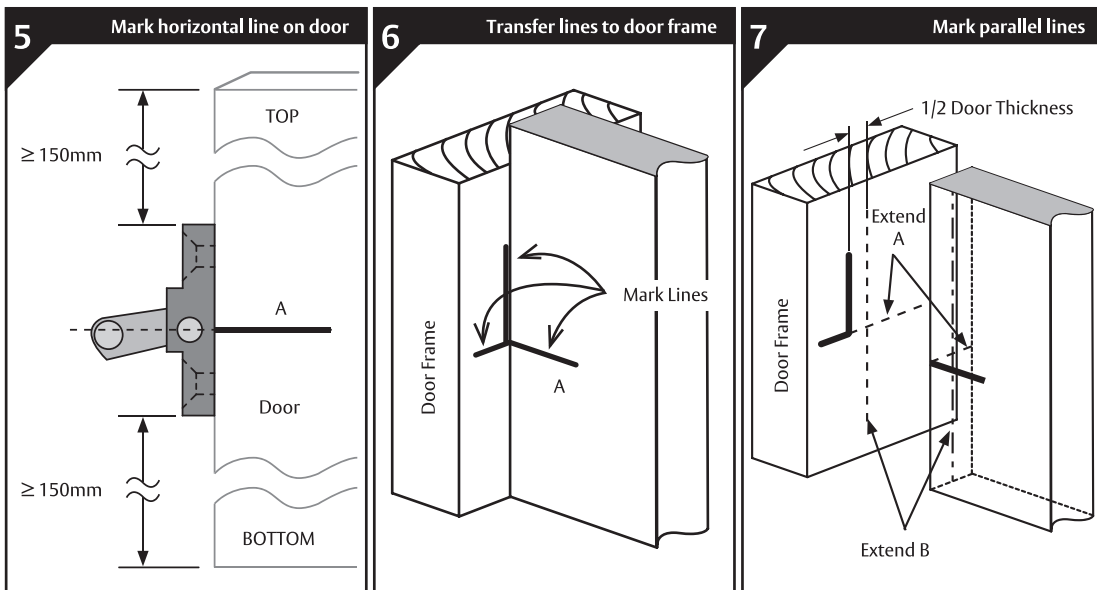 5
Mark horizontal line on door
TOP
≥ 150mm
A
Door
≥ 150mm
BOTTOM
6
Transfer lines to door frame
Mark Lines
Door Frame
A
7
Mark parallel lines
1/2 Door Thickness
Extend
A
Door Frame
Extend B